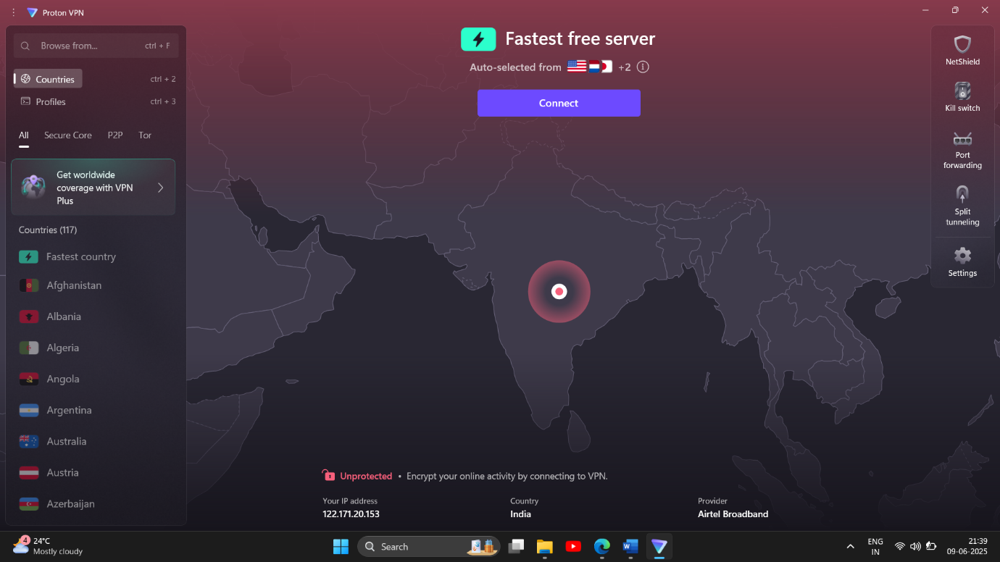 Proton VPN
Browse from... ctrl + F
Countries ctrl + 2
Profiles ctrl + 3
All Secure Core P2P Tor
Get worldwide
coverage with VPN
Plus
Countries (117)
Fastest country
Afghanistan
Albania
Algeria
Angola
Argentina
Australia
Austria
Azerbaijan
Fastest free server
Auto-selected from +2
Connect
NetShield
Kill switch
Port
forwarding
Split
tunneling
Settings
Unprotected • Encrypt your online activity by connecting to VPN.
Your IP address Country Provider
122.171.20.153 India Airtel Broadband
4 24°C
Mostly cloudy
Search
ENG
IN
21:39
09-06-2025